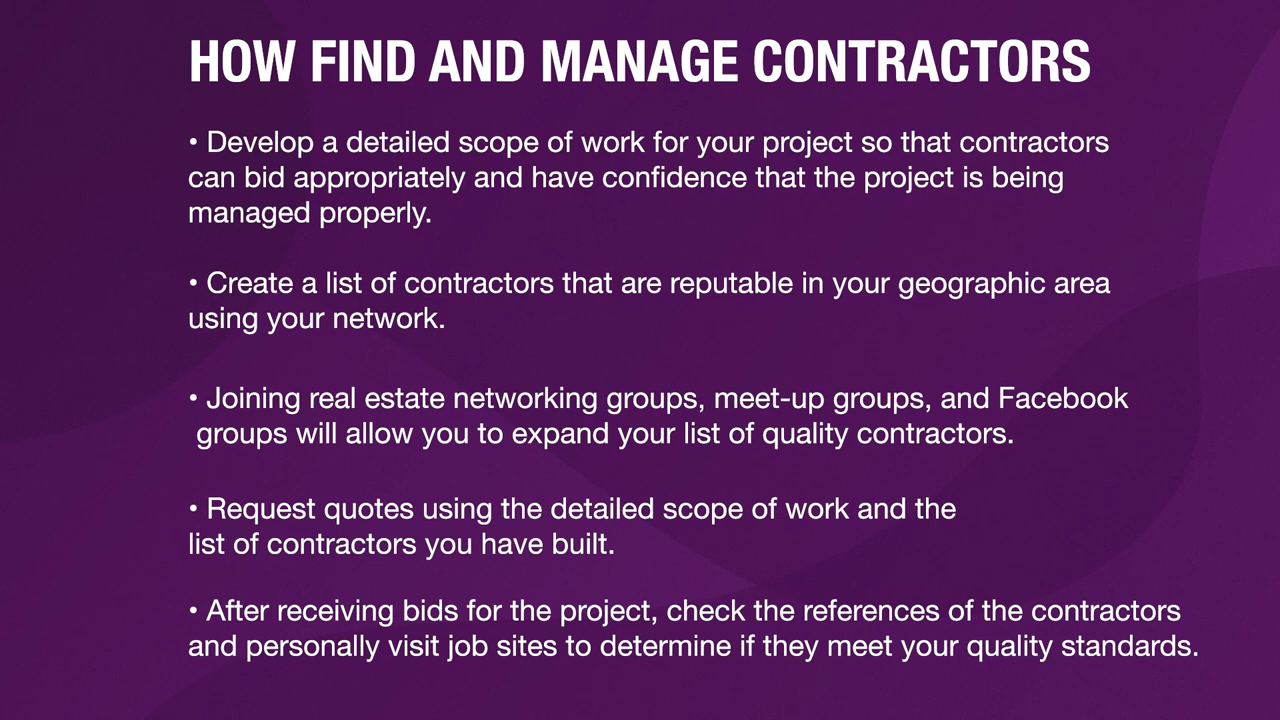 HOW FIND AND MANAGE CONTRACTORS
• Develop a detailed scope of work for your project so that contractors
can bid appropriately and have confidence that the project is being
managed properly.
• Create a list of contractors that are reputable in your geographic area
using your network.
• Joining real estate networking groups, meet-up groups, and Facebook
groups will allow you to expand your list of quality contractors.
• Request quotes using the detailed scope of work and the
list of contractors you have built.
• After receiving bids for the project, check the references of the contractors
and personally visit job sites to determine if they meet your quality standards.